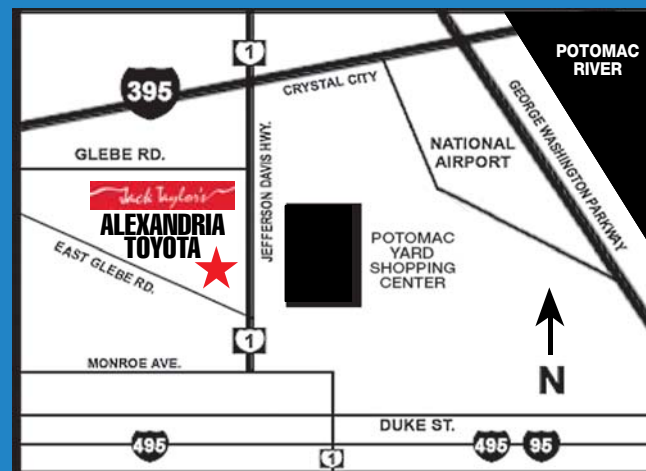 1
POTOMAC
RIVER
395
CRYSTAL CITY
GEORGE WASHINGTON PARKWAY
JEFFERSON DAVIS HWY.
NATIONAL
AIRPORT
GLEBE RD.
Jack Taylor's
ALEXANDRIA
TOYOTA
EAST GLEBE RD.
POTOMAC
YARD
SHOPPING
CENTER
1
MONROE AVE.
N
DUKE ST.
495
495
95
1